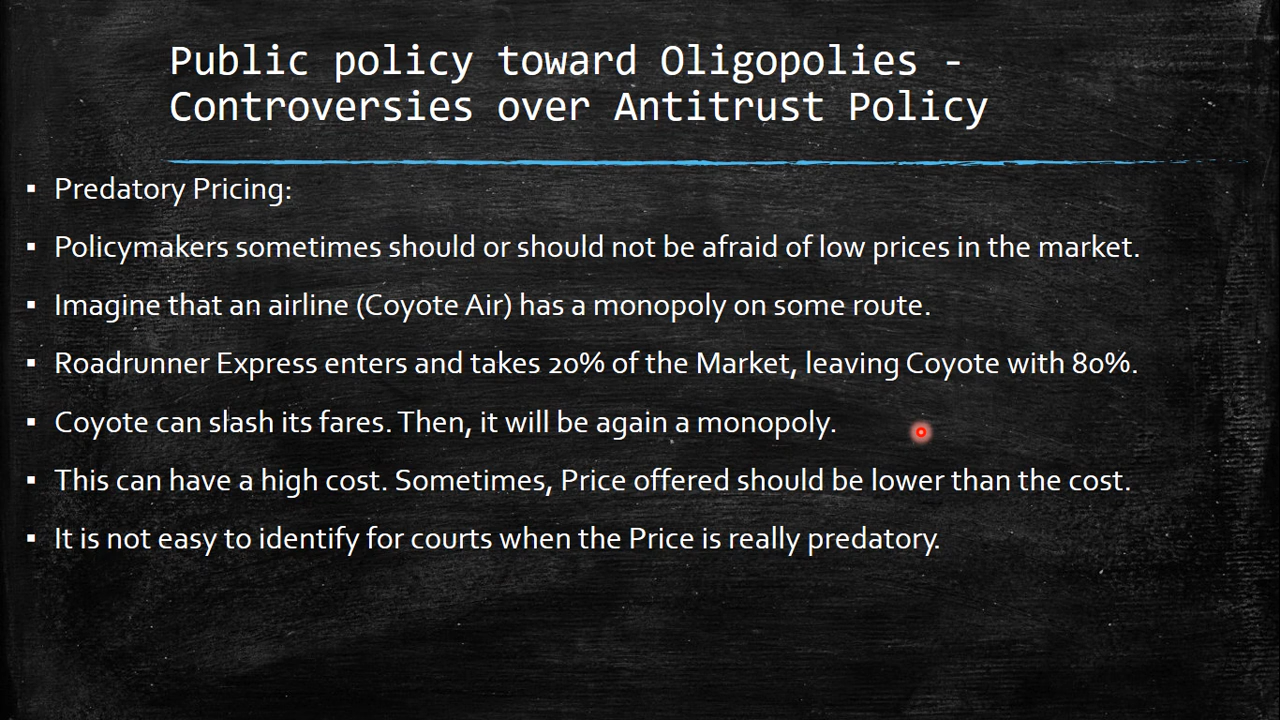 Public policy toward Oligopolies -
Controversies over Antitrust Policy
▪ Predatory Pricing:
▪ Policymakers sometimes should or should not be afraid of low prices in the market.
▪ Imagine that an airline (Coyote Air) has a monopoly on some route.
▪ Roadrunner Express enters and takes 20% of the Market, leaving Coyote with 80%.
▪ Coyote can slash its fares. Then, it will be again a monopoly.
▪ This can have a high cost. Sometimes, Price offered should be lower than the cost.
▪ It is not easy to identify for courts when the Price is really predatory.